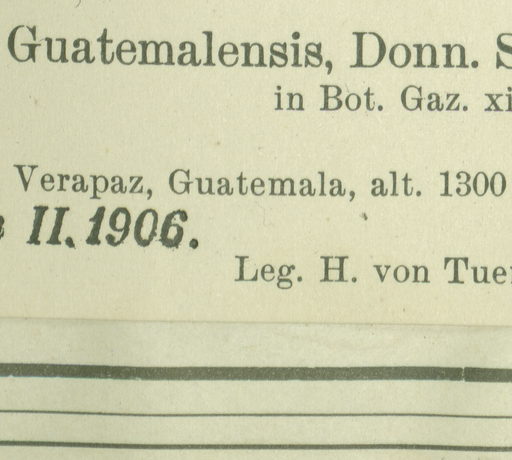 Guatemalensis, Donn.
in Bot. Gaz.
Verapaz, Guatemala, alt. 1300
II. 1906.
Leg. H. von